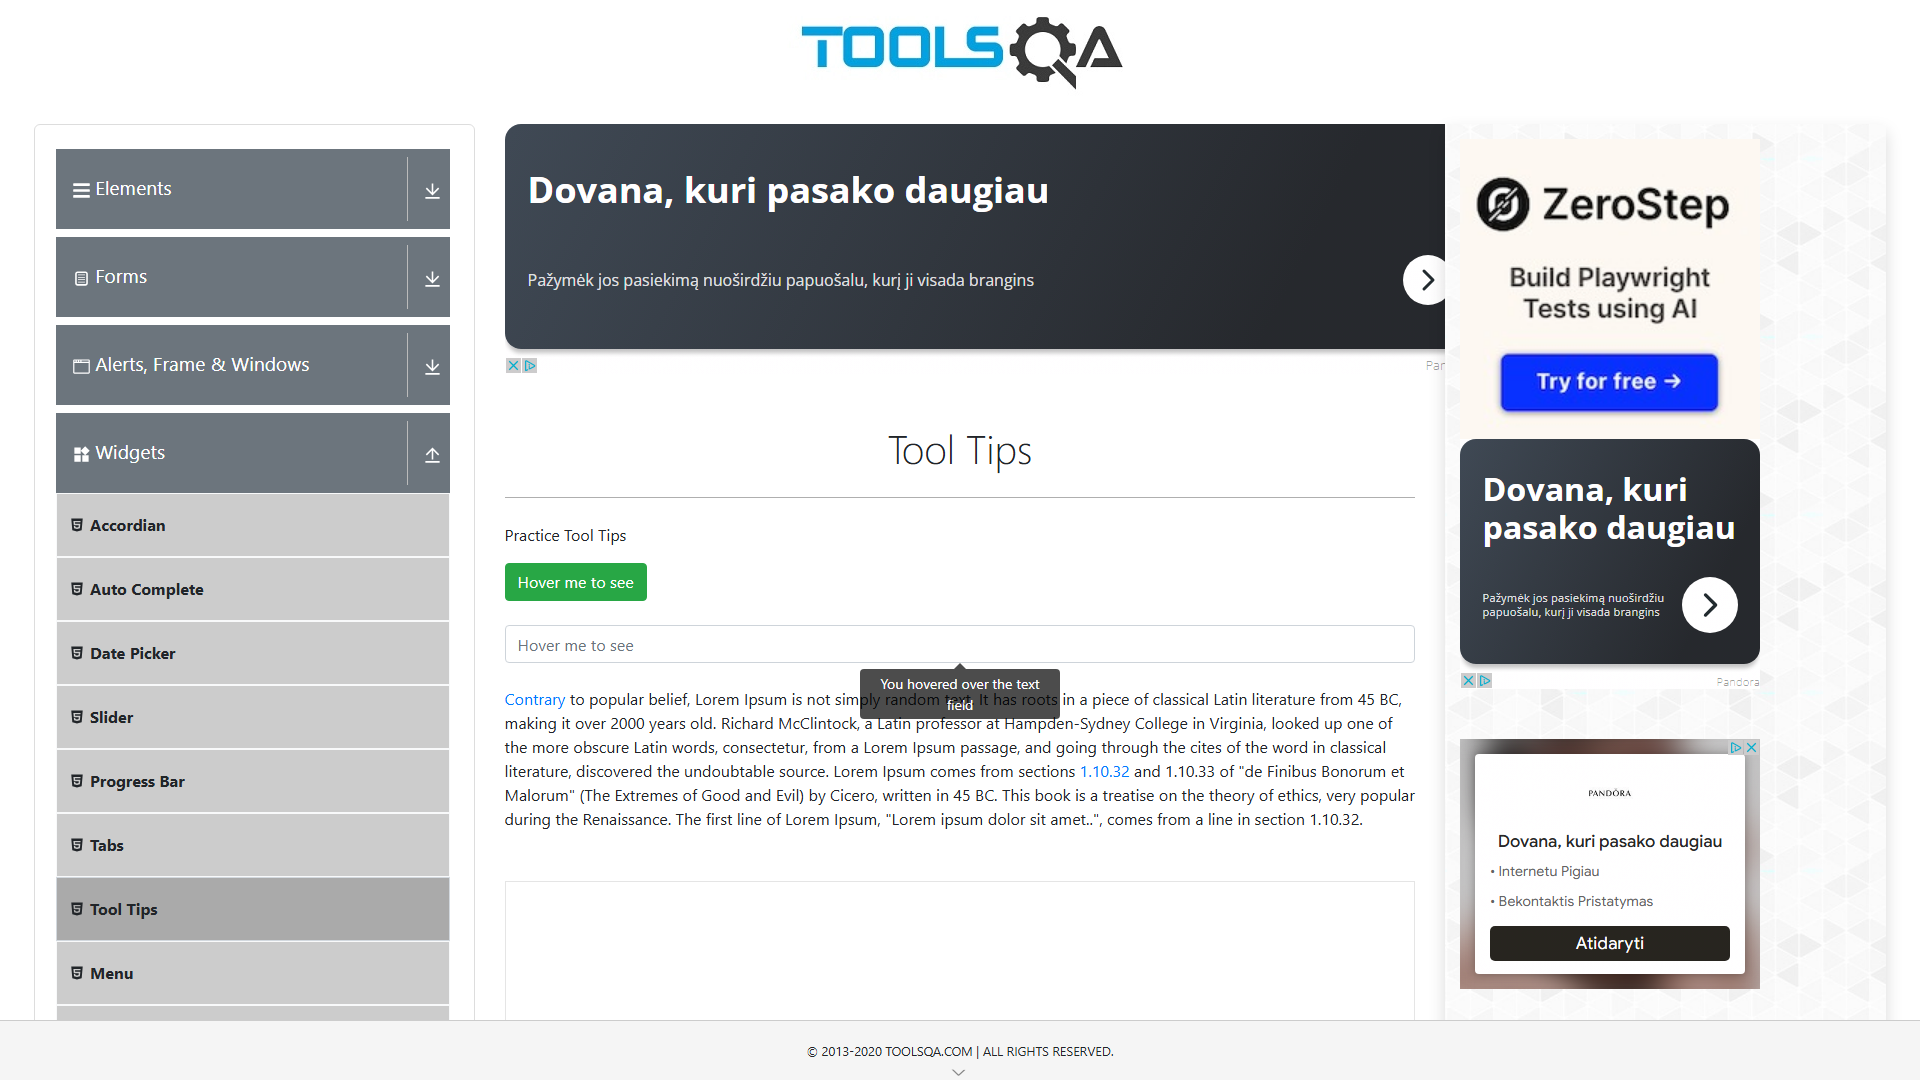 TOOLSQA
Elements
Forms
Alerts, Frame & Windows
Widgets
Accordian
Auto Complete
Date Picker
Slider
Progress Bar
Tabs
Tool Tips
Menu
Dovana, kuri pasako daugiau
Pažymėk jos pasiekimą nuoširdžiu papuošalu, kurį ji visada brangins
Par
Tool Tips
Practice Tool Tips
Hover me to see
Hover me to see
You hovered over the text
field
Contrary to popular belief, Lorem Ipsum is not simply random text. It has roots in a piece of classical Latin literature from 45 BC,
making it over 2000 years old. Richard McClintock, a Latin professor at Hampden-Sydney College in Virginia, looked up one of
the more obscure Latin words, consectetur, from a Lorem Ipsum passage, and going through the cites of the word in classical
literature, discovered the undoubtable source. Lorem Ipsum comes from sections 1.10.32 and 1.10.33 of "de Finibus Bonorum et
Malorum" (The Extremes of Good and Evil) by Cicero, written in 45 BC. This book is a treatise on the theory of ethics, very popular
during the Renaissance. The first line of Lorem Ipsum, "Lorem ipsum dolor sit amet..", comes from a line in section 1.10.32.
ZeroStep
Build Playwright
Tests using AI
Try for free →
Dovana, kuri
pasako daugiau
Pažymėk jos pasiekimą nuoširdžiu
papuošalu, kurį ji visada brangins
Pandora
PANDÖRA
Dovana, kuri pasako daugiau
• Internetu Pigiau
• Bekontaktis Pristatymas
Atidaryti
© 2013-2020 TOOLSQA.COM | ALL RIGHTS RESERVED.